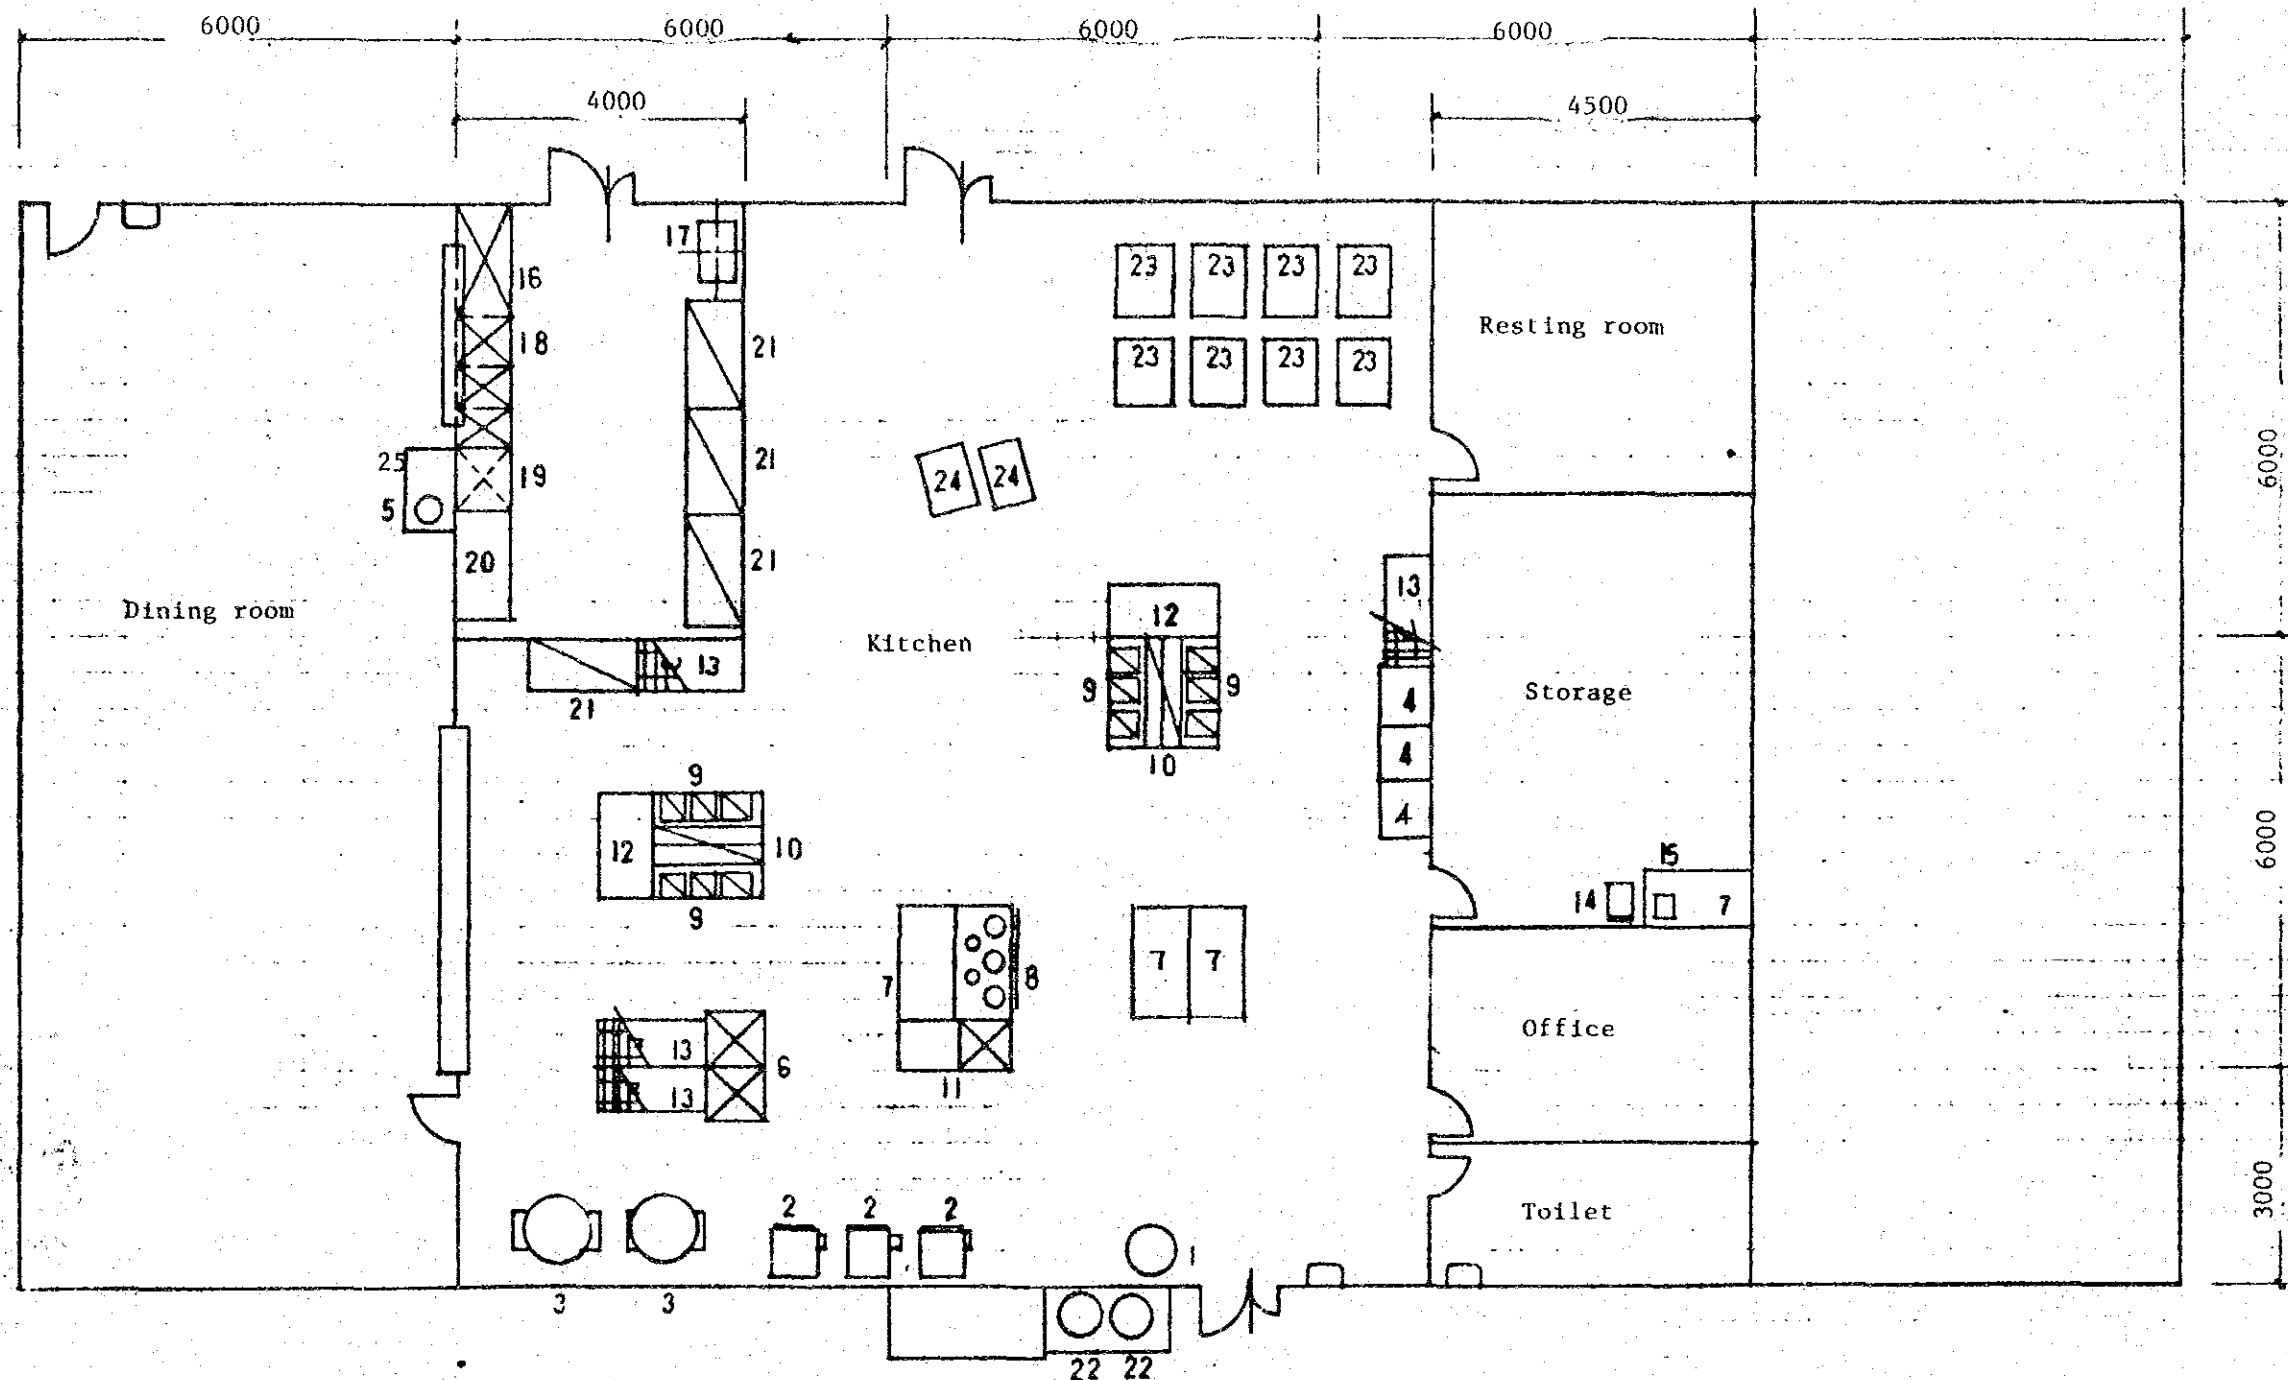 6000 6000 6000 6000
4000 4500
17
23 23 23 23
16
Resting room
18 21 23 23 23 23
6000
25 19 21 24 24
5
20 21 13
Dining room 12
Kitchen
13
9 9 4 Storage
21
4
9 10
4
12 10 6000
15
14 7
9
7 8 7 7
Office
13 6
13 11
3000
2 2 2 Toilet
1
3 3
22 22